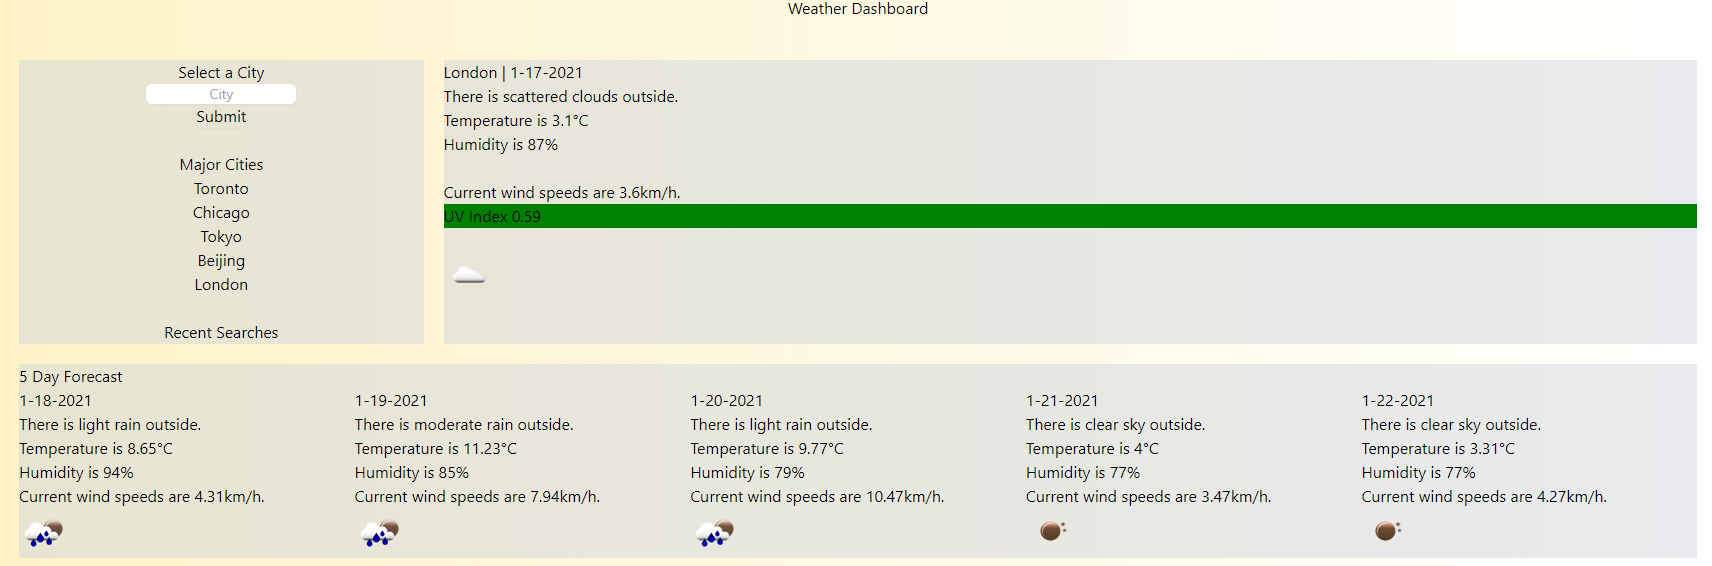 Weather Dashboard
Select a City
City
Submit
Major Cities
Toronto
Chicago
Tokyo
Beijing
London
Recent Searches
London | 1-17-2021
There is scattered clouds outside.
Temperature is 3.1°C
Humidity is 87%
Current wind speeds are 3.6km/h.
UV Index 0.59
5 Day Forecast
1-18-2021
There is light rain outside.
Temperature is 8.65°C
Humidity is 94%
Current wind speeds are 4.31km/h.
1-19-2021
There is moderate rain outside.
Temperature is 11.23°C
Humidity is 85%
Current wind speeds are 7.94km/h.
1-20-2021
There is light rain outside.
Temperature is 9.77°C
Humidity is 79%
Current wind speeds are 10.47km/h.
1-21-2021
There is clear sky outside.
Temperature is 4°C
Humidity is 77%
Current wind speeds are 3.47km/h.
1-22-2021
There is clear sky outside.
Temperature is 3.31°C
Humidity is 77%
Current wind speeds are 4.27km/h.